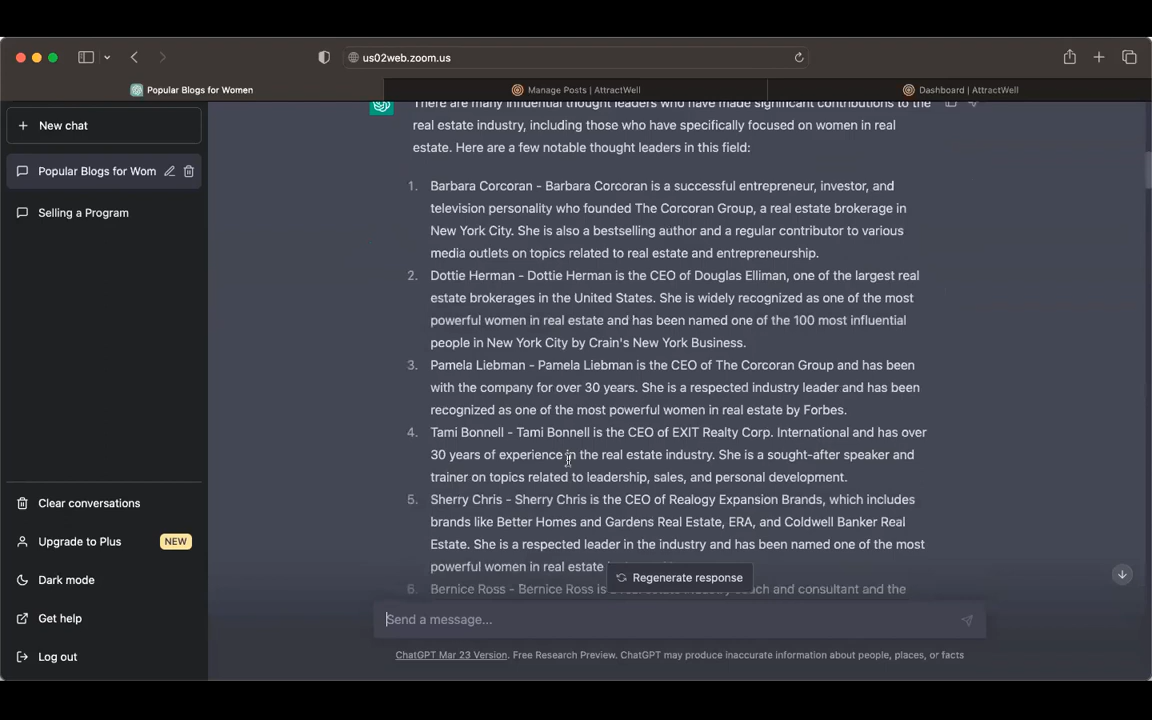 us02web.zoom.us
Popular Blogs for Women
Manage Posts | AttractWell
Dashboard | AttractWell
New chat
Popular Blogs for Wom
Selling a Program
Clear conversations
Upgrade to Plus NEW
Dark mode
Get help
Log out
There are many influential thought leaders who have made significant contributions to the
real estate industry, including those who have specifically focused on women in real
estate. Here are a few notable thought leaders in this field:
1. Barbara Corcoran - Barbara Corcoran is a successful entrepreneur, investor, and
television personality who founded The Corcoran Group, a real estate brokerage in
New York City. She is also a bestselling author and a regular contributor to various
media outlets on topics related to real estate and entrepreneurship.
2. Dottie Herman - Dottie Herman is the CEO of Douglas Elliman, one of the largest real
estate brokerages in the United States. She is widely recognized as one of the most
powerful women in real estate and has been named one of the 100 most influential
people in New York City by Crain's New York Business.
3. Pamela Liebman - Pamela Liebman is the CEO of The Corcoran Group and has been
with the company for over 30 years. She is a respected industry leader and has been
recognized as one of the most powerful women in real estate by Forbes.
4. Tami Bonnell - Tami Bonnell is the CEO of EXIT Realty Corp. International and has over
30 years of experience in the real estate industry. She is a sought-after speaker and
trainer on topics related to leadership, sales, and personal development.
5. Sherry Chris - Sherry Chris is the CEO of Realogy Expansion Brands, which includes
brands like Better Homes and Gardens Real Estate, ERA, and Coldwell Banker Real
Estate. She is a respected leader in the industry and has been named one of the most
powerful women in real estate
6. Bernice Ross - Bernice Ross is a real estate industry coach and consultant and the
Regenerate response
Send a message...
ChatGPT Mar 23 Version. Free Research Preview. ChatGPT may produce inaccurate information about people, places, or facts